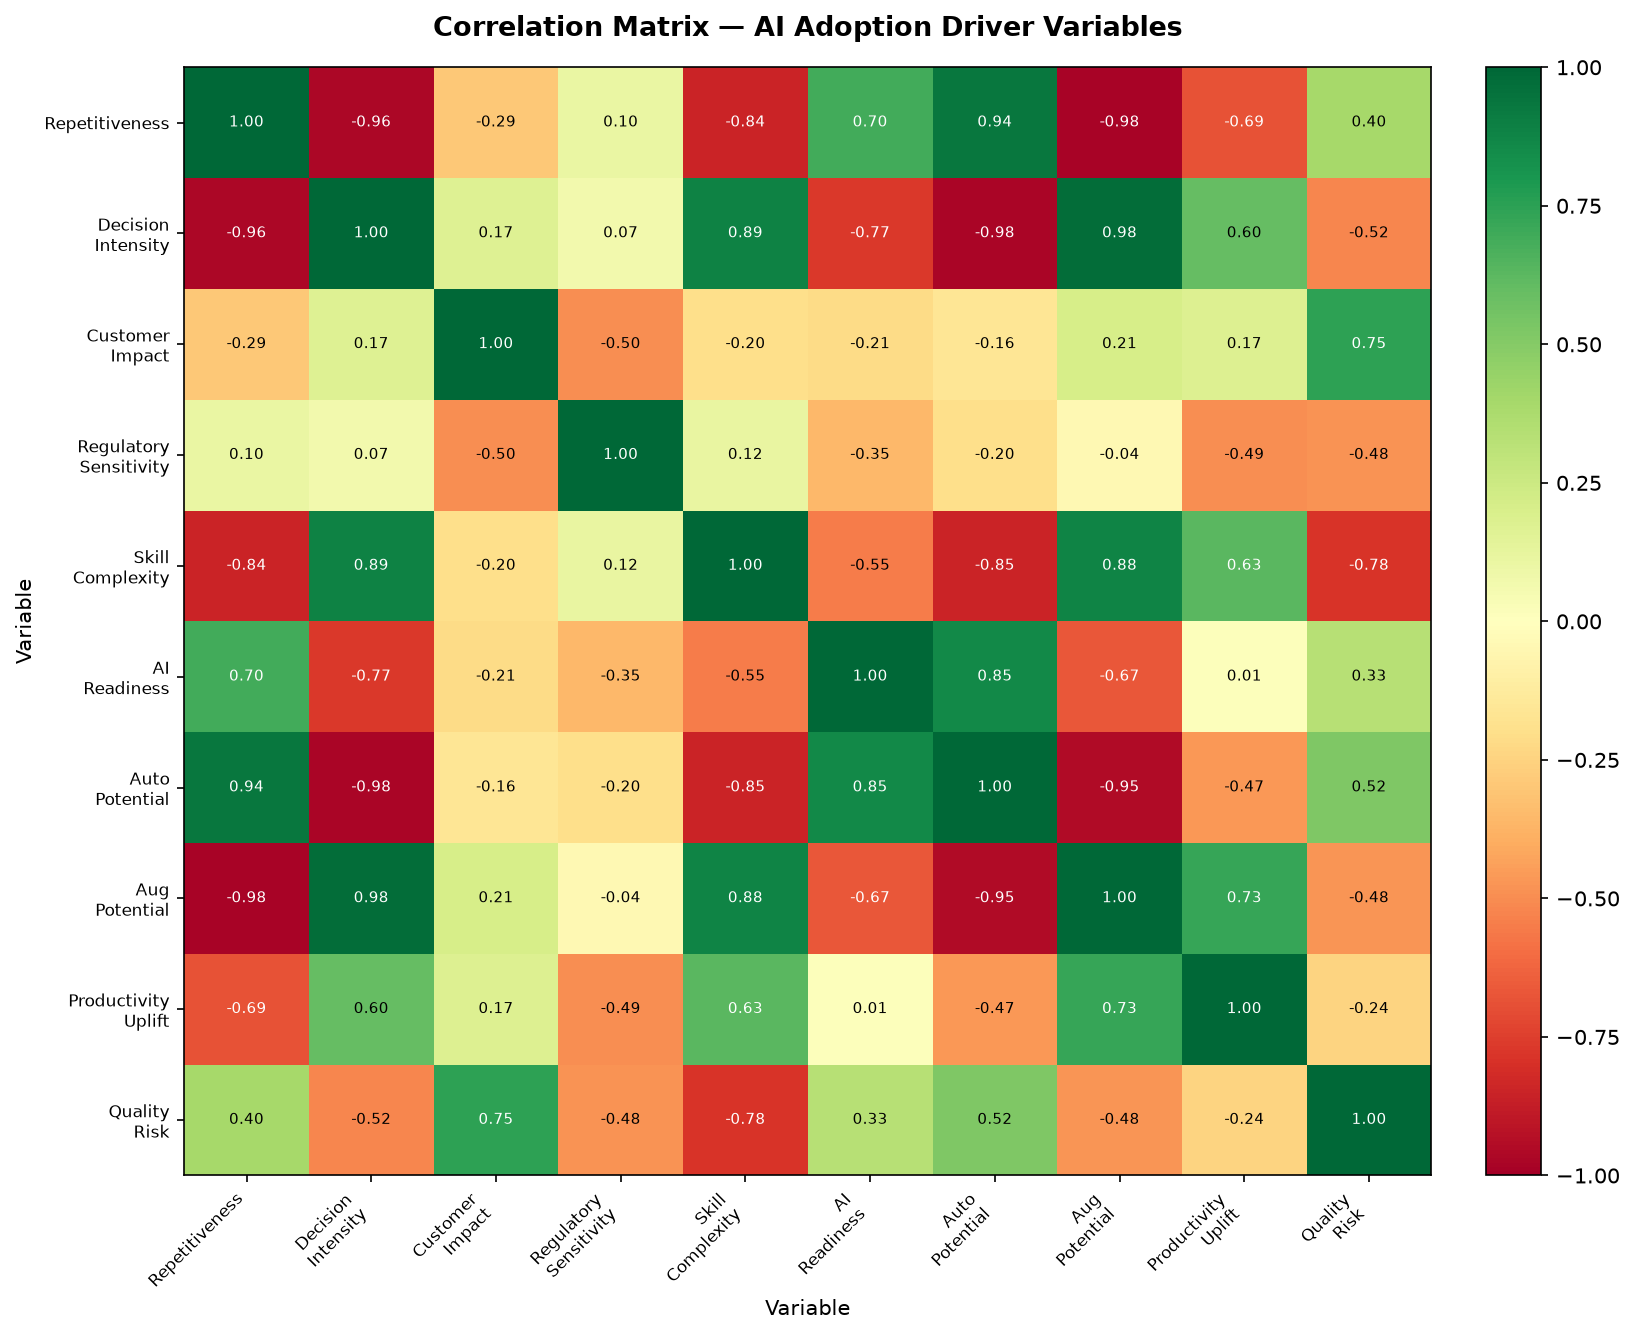 Correlation Matrix — AI Adoption Driver Variables
Repetitiveness 1.00 -0.96 -0.29 0.10 -0.84 0.70 0.94 -0.98 -0.69 0.40
Decision
Intensity
-0.96 1.00 0.17 0.07 0.89 -0.77 -0.98 0.98 0.60 -0.52
Customer
Impact
-0.29 0.17 1.00 -0.50 -0.20 -0.21 -0.16 0.21 0.17 0.75
Regulatory
Sensitivity
0.10 0.07 -0.50 1.00 0.12 -0.35 -0.20 -0.04 -0.49 -0.48
Skill
Complexity
-0.84 0.89 -0.20 0.12 1.00 -0.55 -0.85 0.88 0.63 -0.78
AI
Readiness
0.70 -0.77 -0.21 -0.35 -0.55 1.00 0.85 -0.67 0.01 0.33
Auto
Potential
0.94 -0.98 -0.16 -0.20 -0.85 0.85 1.00 -0.95 -0.47 0.52
Aug
Potential
-0.98 0.98 0.21 -0.04 0.88 -0.67 -0.95 1.00 0.73 -0.48
Productivity
Uplift
-0.69 0.60 0.17 -0.49 0.63 0.01 -0.47 0.73 1.00 -0.24
Quality
Risk
0.40 -0.52 0.75 -0.48 -0.78 0.33 0.52 -0.48 -0.24 1.00
Variable
Repetitiveness
Decision
Intensity
Customer
Impact
Regulatory
Sensitivity
Skill
Complexity
AI
Readiness
Auto
Potential
Aug
Potential
Productivity
Uplift
Quality
Risk
Variable
1.00
0.75
0.50
0.25
0.00
−0.25
−0.50
−0.75
−1.00